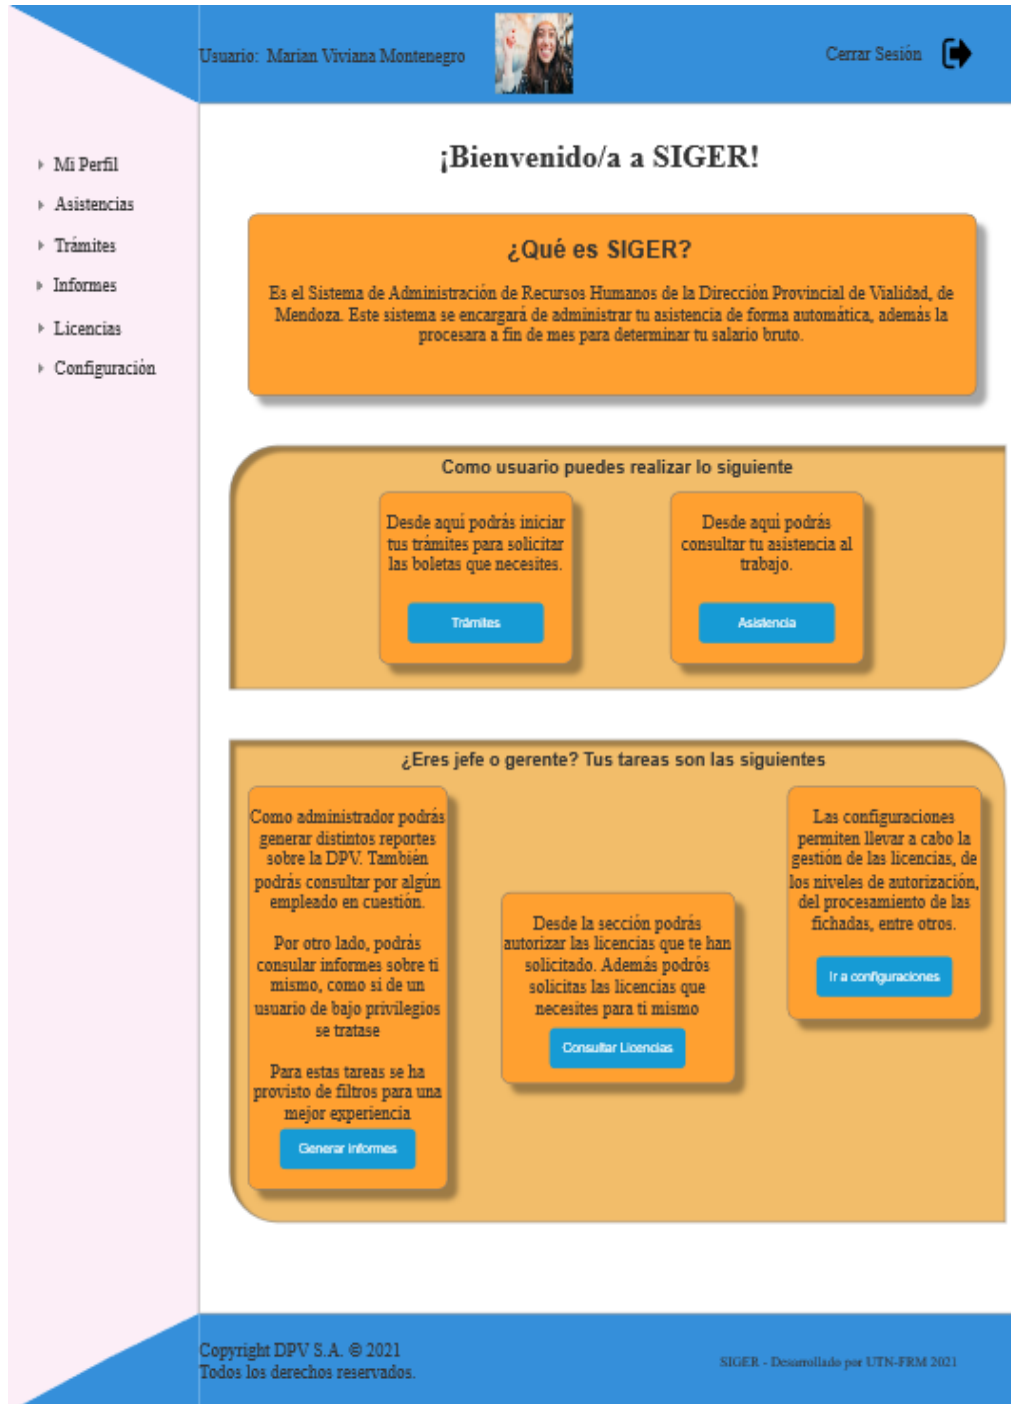 Usuario: Marian Viviana Montenegro
Cerrar Sesión
Mi Perfil
Asistencias
Trámites
Informes
Licencias
Configuración
¡Bienvenido/a a SIGER!
¿Qué es SIGER?
Es el Sistema de Administración de Recursos Humanos de la Dirección Provincial de Vialidad, de
Mendoza. Este sistema se encargará de administrar tu asistencia de forma automática, además la
procesara a fin de mes para determinar tu salario bruto.
Como usuario puedes realizar lo siguiente
Desde aquí podrás iniciar
tus trámites para solicitar
las boletas que necesites.
Trámites
Desde aquí podrás
consultar tu asistencia al
trabajo.
Asistencia
¿Eres jefe o gerente? Tus tareas son las siguientes
Como administrador podrás
generar distintos reportes
sobre la DPV. También
podrás consultar por algún
empleado en cuestión.
Por otro lado, podrás
consular informes sobre ti
mismo, como si de un
usuario de bajo privilegios
se tratase
Para estas tareas se ha
provisto de filtros para una
mejor experiencia
Generar Informes
Desde la sección podrás
autorizar las licencias que te han
solicitado. Además podrós
solicitas las licencias que
necesites para ti mismo
Consultar Licencias
Las configuraciones
permiten llevar a cabo la
gestión de las licencias, de
los niveles de autorización,
del procesamiento de las
fichadas, entre otros.
Ir a configuraciones
Copyright DPV S.A. © 2021
Todos los derechos reservados.
SIGER - Desarrollado por UTN-FRM 2021